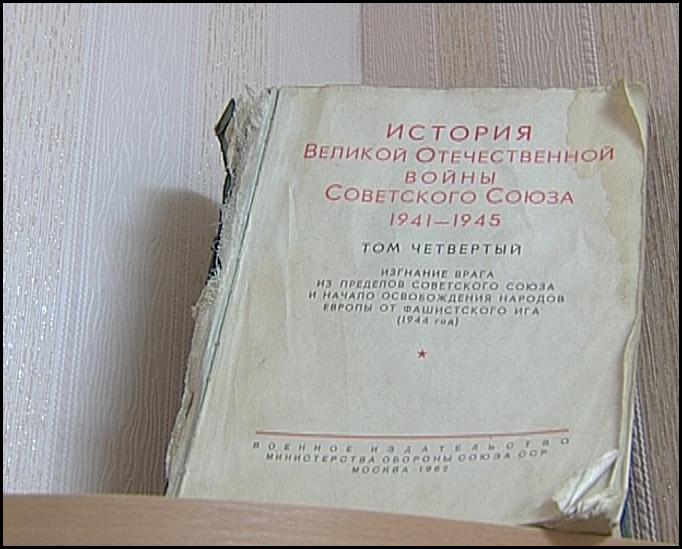 ИСТОРИЯ
ВЕЛИКОЙ ОТЕЧЕСТВЕННОЙ
ВОЙНЫ
СОВЕТСКОГО СОЮЗА
1941—1945
ТОМ ЧЕТВЕРТЫЙ
ИЗГНАНИЕ ВРАГА
ИЗ ПРЕДЕЛОВ СОВЕТСКОГО СОЮЗА
И НАЧАЛО ОСВОБОЖДЕНИЯ НАРОДОВ
ЕВРОПЫ ОТ ФАШИСТСКОГО ИГА
(1944 год)
ВОЕННОЕ ИЗДАТЕЛЬСТВО
МИНИСТЕРСТВА ОБОРОНЫ СОЮЗА ССР
МОСКВА - 1962